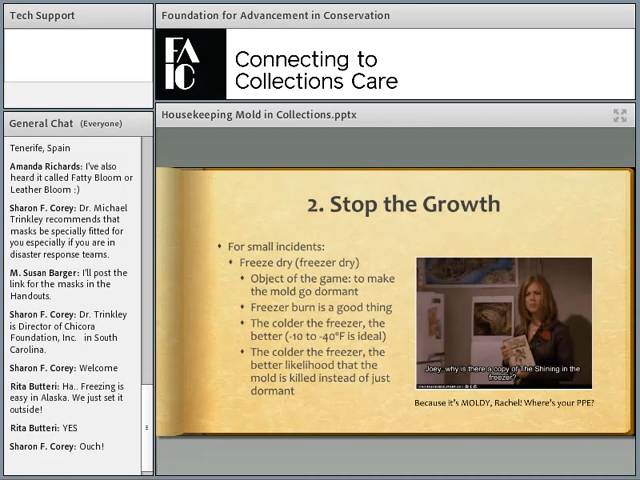 Tech Support
Foundation for Advancement in Conservation
FA
IC
Connecting to
Collections Care
General Chat (Everyone)
Tenerife, Spain
Amanda Richards: I've also
heard it called Fatty Bloom or
Leather Bloom :)
Sharon F. Corey: Dr. Michael
Trinkley recommends that
masks be specially fitted for
you especially if you are in
disaster response teams.
M. Susan Barger: I'll post the
link for the masks in the
Handouts.
Sharon F. Corey: Dr. Trinkley
is Director of Chicora
Foundation, Inc.  in South
Carolina.
Sharon F. Corey: Welcome
Rita Butteri: Ha.. Freezing is
easy in Alaska. We just set it
outside!
Rita Butteri: YES
Sharon F. Corey: Ouch!
Housekeeping Mold in Collections.pptx
2. Stop the Growth
For small incidents:
Freeze dry (freezer dry)
Object of the game: to make
the mold go dormant
Freezer burn is a good thing
The colder the freezer, the
better (-10 to -40°F is ideal)
The colder the freezer, the
better likelihood that the
mold is killed instead of just
dormant
Joey, why is there a copy of The Shining in the
freezer?
Because it's MOLDY, Rachel! Where's your PPE?